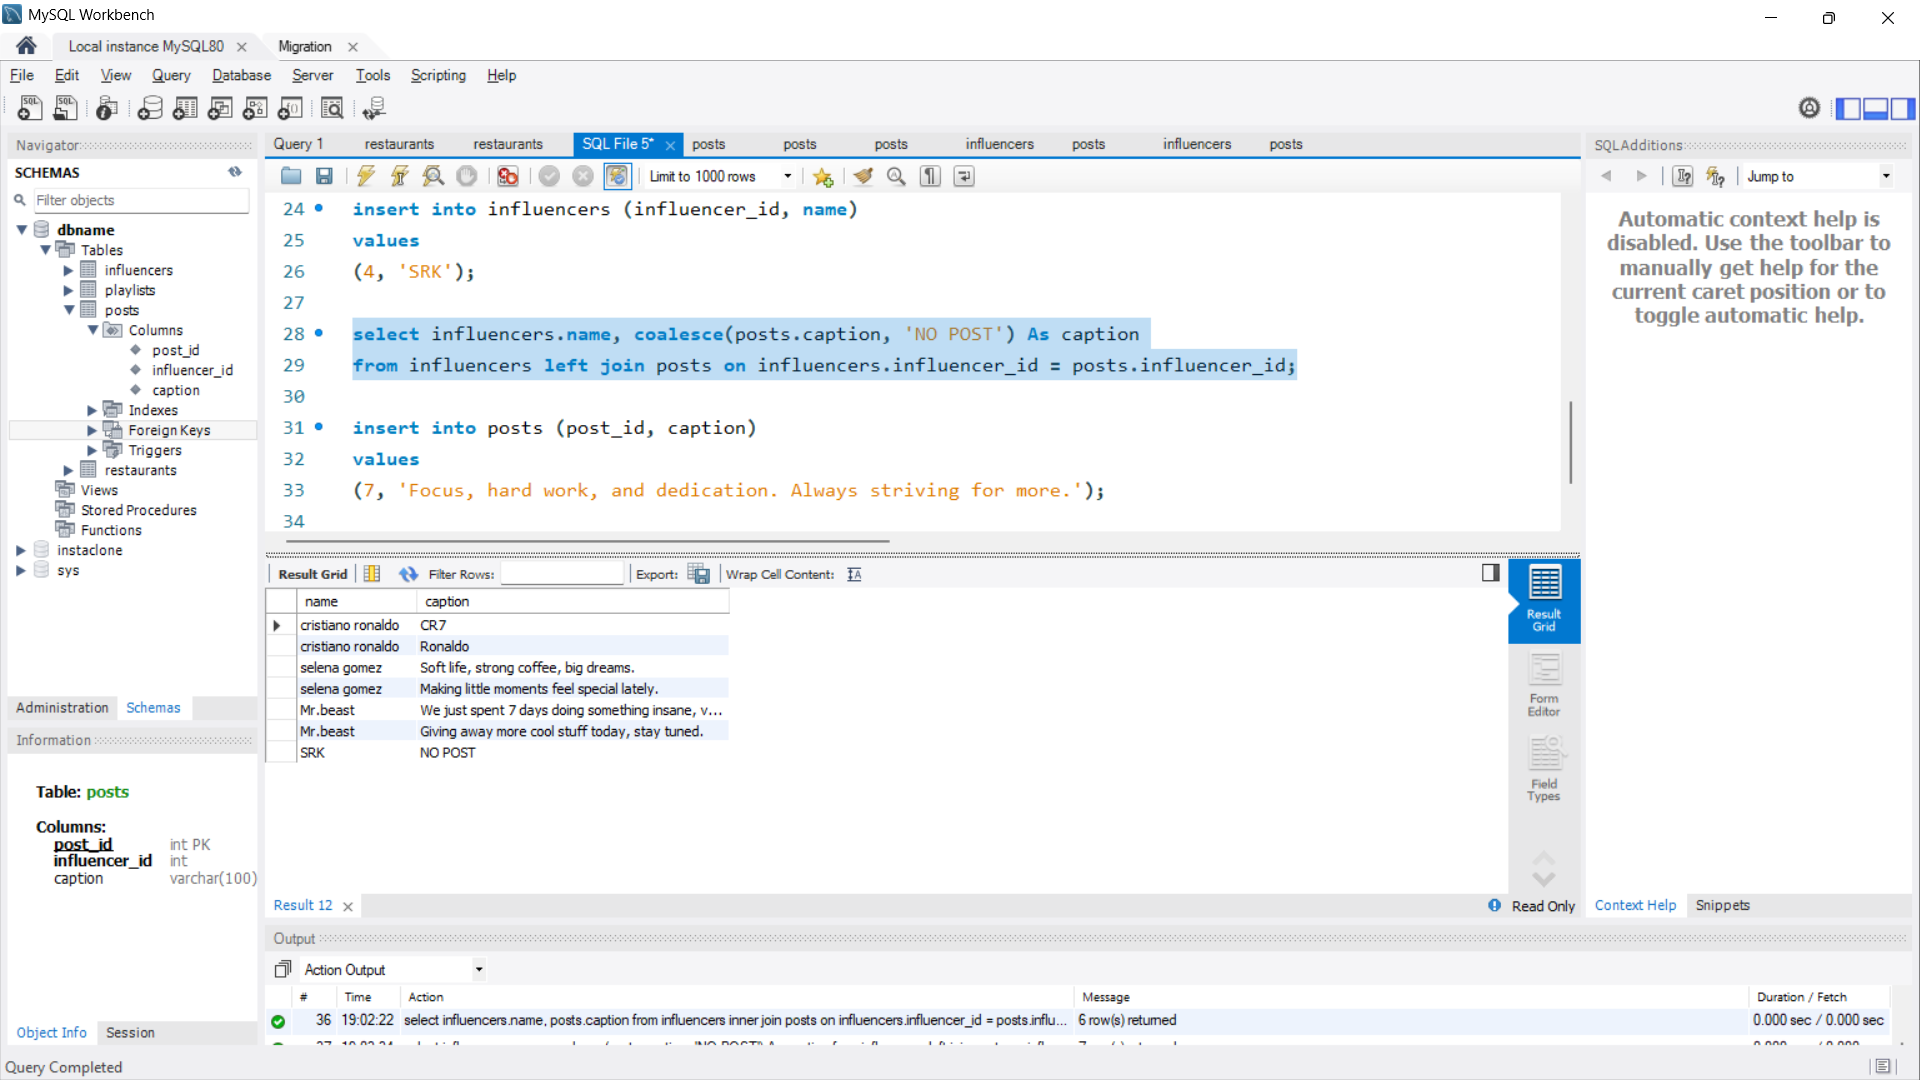 MySQL Workbench
Local instance MySQL80
Migration
File Edit View Query Database Server Tools Scripting Help
Navigator
SCHEMAS
Filter objects
dbname
Tables
influencers
playlists
posts
Columns
post_id
influencer_id
caption
Indexes
Foreign Keys
Triggers
restaurants
Views
Stored Procedures
Functions
instaclone
sys
Administration Schemas
Information
Table: posts
Columns:
post_id int PK
influencer_id int
caption varchar(100)
Object Info Session
Query 1 restaurants restaurants SQL File 5* posts posts posts influencers posts influencers posts
Limit to 1000 rows
24 insert into influencers (influencer_id, name)
25 values
26 (4, 'SRK');
27
28 select influencers.name, coalesce(posts.caption, 'NO POST') As caption
29 from influencers left join posts on influencers.influencer_id = posts.influencer_id;
30
31 insert into posts (post_id, caption)
32 values
33 (7, 'Focus, hard work, and dedication. Always striving for more.');
34
Result Grid Filter Rows: Export: Wrap Cell Content:
name caption
cristiano ronaldo CR7
cristiano ronaldo Ronaldo
selena gomez Soft life, strong coffee, big dreams.
selena gomez Making little moments feel special lately.
Mr.beast We just spent 7 days doing something insane, v...
Mr.beast Giving away more cool stuff today, stay tuned.
SRK NO POST
Result Grid
Form Editor
Field Types
Result 12
Read Only
SQLAdditions
Jump to
Automatic context help is
disabled. Use the toolbar to
manually get help for the
current caret position or to
toggle automatic help.
Context Help Snippets
Output
Action Output
# Time Action Message Duration / Fetch
36 19:02:22 select influencers.name, posts.caption from influencers inner join posts on influencers.influencer_id = posts.influ... 6 row(s) returned 0.000 sec / 0.000 sec
Query Completed